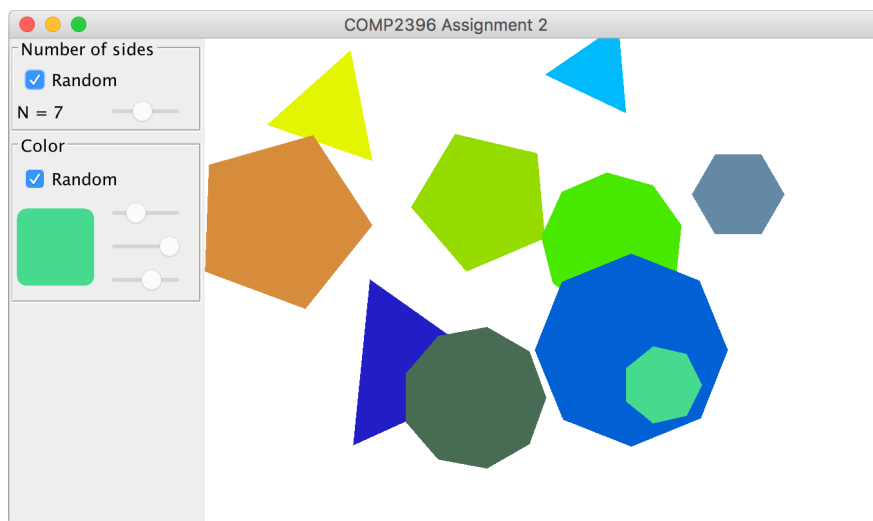 COMP2396 Assignment 2
Number of sides
Random
N = 7
Color
Random